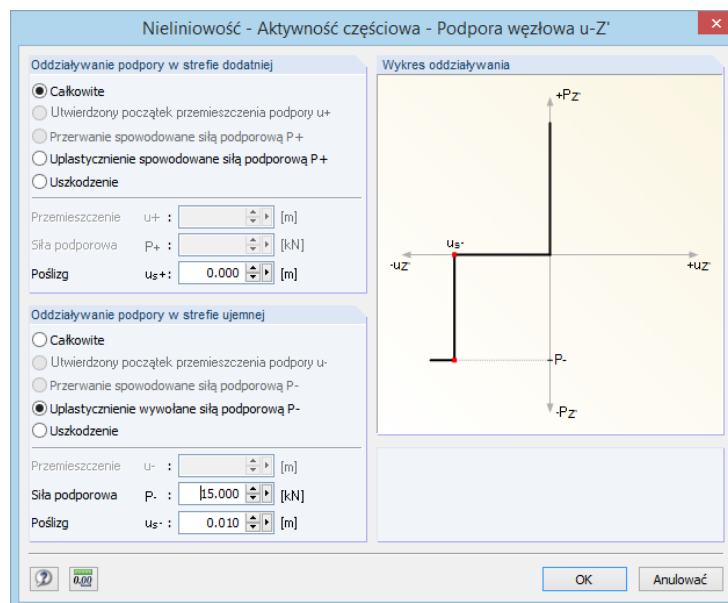 Nieliniowość - Aktywność częściowa - Podpora węzłowa u-Z'
Oddziaływanie podpory w strefie dodatniej
Całkowite
Utwierdzony początek przemieszczenia podpory u+
Przerwanie spowodowane siłą podporową P+
Uplastycznienie spowodowane siłą podporową P+
Uszkodzenie
Przemieszczenie u+ : [m]
Siła podporowa P+ : [kN]
Poślizg us+: 0.000 [m]
Oddziaływanie podpory w strefie ujemnej
Całkowite
Utwierdzony początek przemieszczenia podpory u-
Przerwanie spowodowane siłą podporową P-
Uplastycznienie wywołane siłą podporową P-
Uszkodzenie
Przemieszczenie u- : [m]
Siła podporowa P- : 15.000 [kN]
Poślizg us- : 0.010 [m]
Wykres oddziaływania
+PZ'
us-
-uZ'
+uZ'
P-
-PZ'
0.00
OK
Anulować